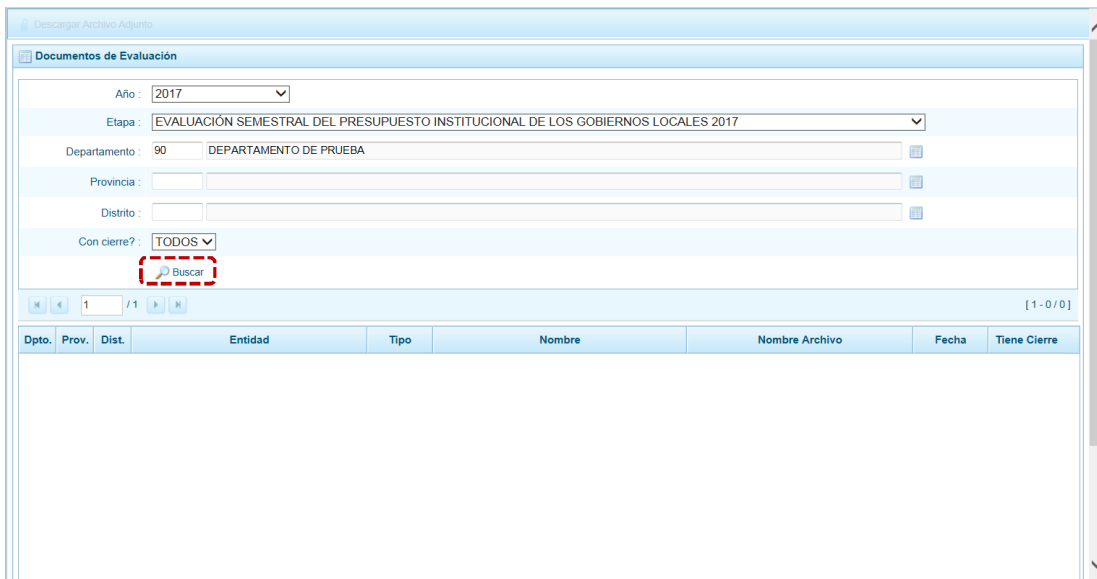 Descargar Archivo Adjunto
Documentos de Evaluación
Año : 2017
Etapa : EVALUACIÓN SEMESTRAL DEL PRESUPUESTO INSTITUCIONAL DE LOS GOBIERNOS LOCALES 2017
Departamento : 90 DEPARTAMENTO DE PRUEBA
Provincia :
Distrito :
Con cierre? : TODOS
Buscar
1 / 1 [ 1 - 0 / 0 ]
Dpto. Prov. Dist. Entidad Tipo Nombre Nombre Archivo Fecha Tiene Cierre